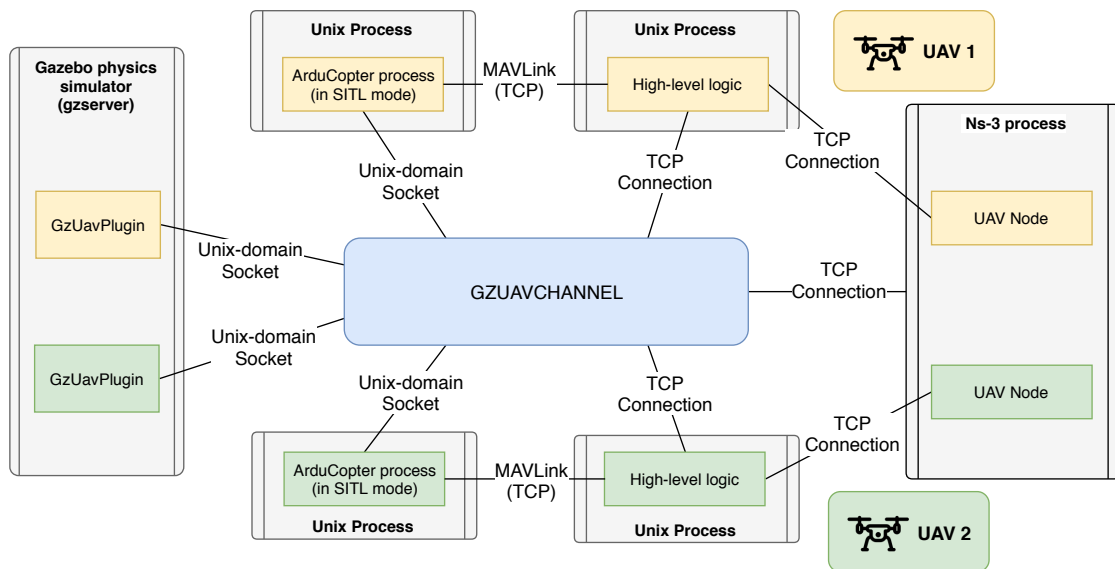 Unix Process
Unix Process
UAV 1
Gazebo physics
simulator
(gzserver)
ArduCopter process
(in SITL mode)
MAVLink
(TCP)
High-level logic
Ns-3 process
TCP
Connection
Unix-domain
Socket
TCP
Connection
GzUavPlugin
UAV Node
Unix-domain
Socket
GZUAVCHANNEL
TCP
Connection
Unix-domain
Socket
GzUavPlugin
Unix-domain
Socket
TCP
Connection
UAV Node
TCP
Connection
ArduCopter process
(in SITL mode)
MAVLink
(TCP)
High-level logic
Unix Process
Unix Process
UAV 2